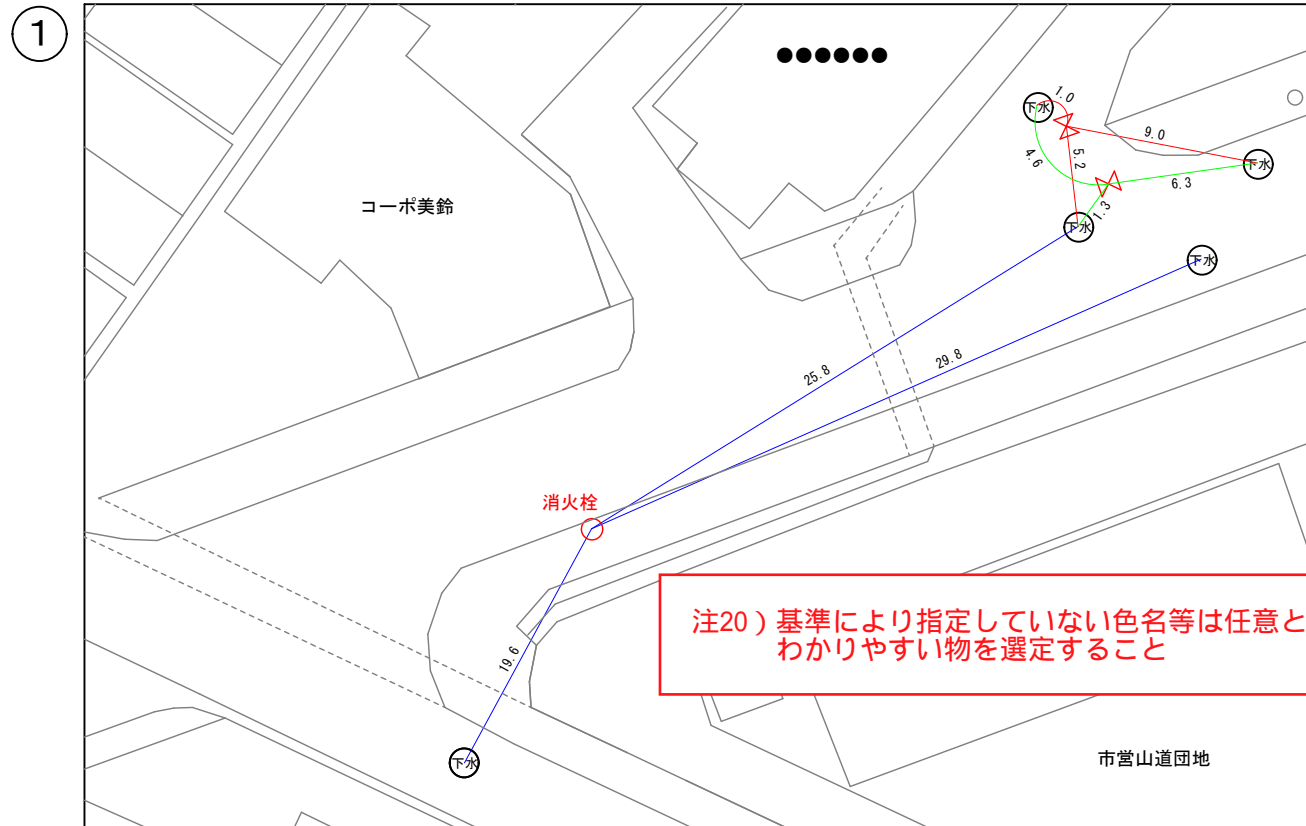 1
●●●●●●
下水
1.0
9.0
5.2
4.6
下水
6.3
1.3
コーポ美鈴
下水
下水
29.8
25.8
消火栓
注20）基準により指定していない色名等は任意と
わかりやすい物を選定すること
19.6
下水
市営山道団地